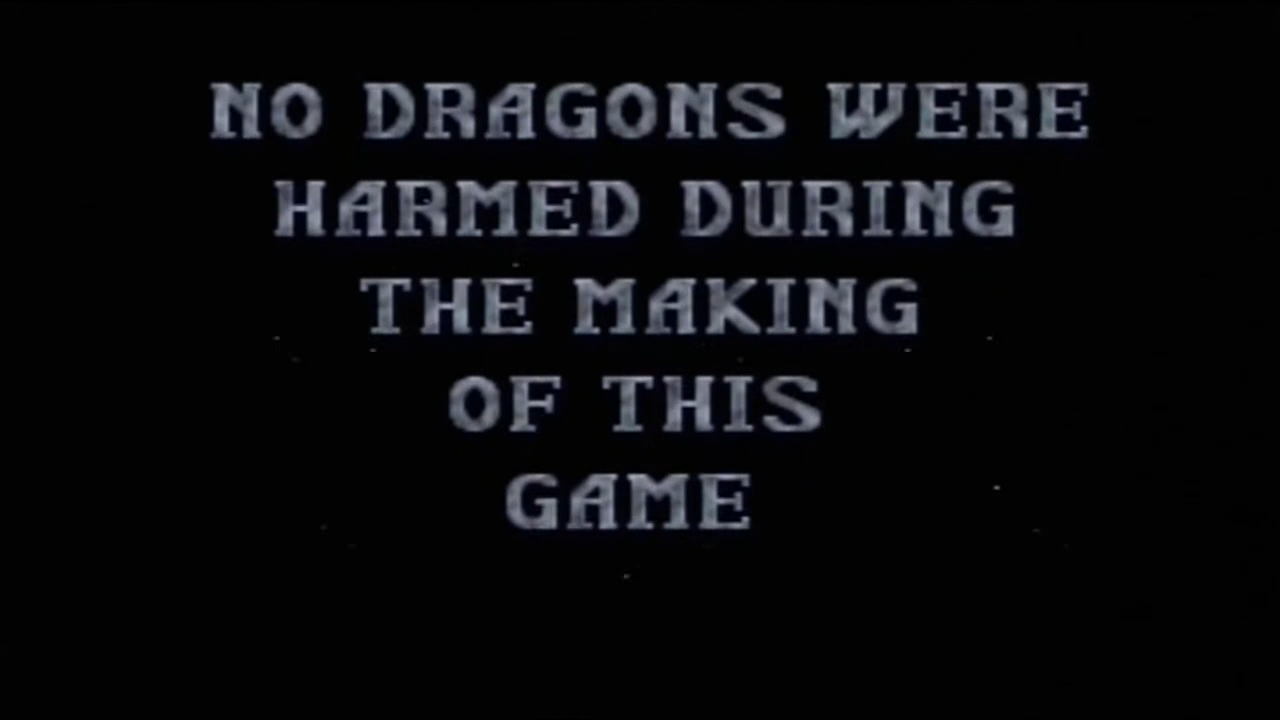 NO DRAGONS WERE
HARMED DURING
THE MAKING
OF THIS
GAME